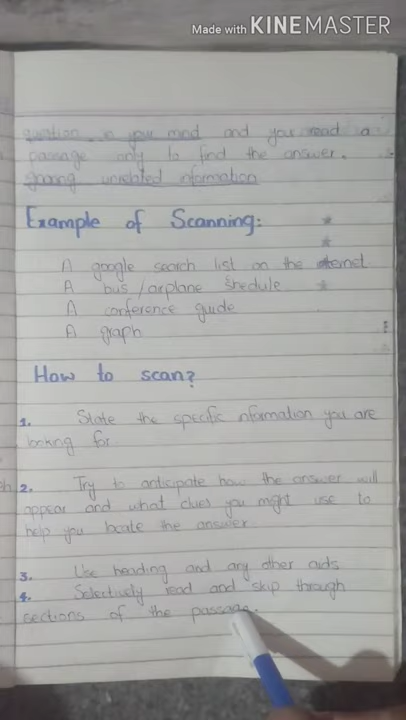 Made with KINEMASTER
question in your mind and you read a
passage only to find the answer.
ignoring unrelated information
Example of Scanning:
A google search list on the internet
A bus / airplane shedule
A conference guide
A graph
How to scan?
1. State the specific information you are
looking for
2. Try to anticipate how the answer will
appear and what clues you might use to
help you locate the answer
3. Use heading and any other aids
4. Selectively read and skip through
sections of the passage.